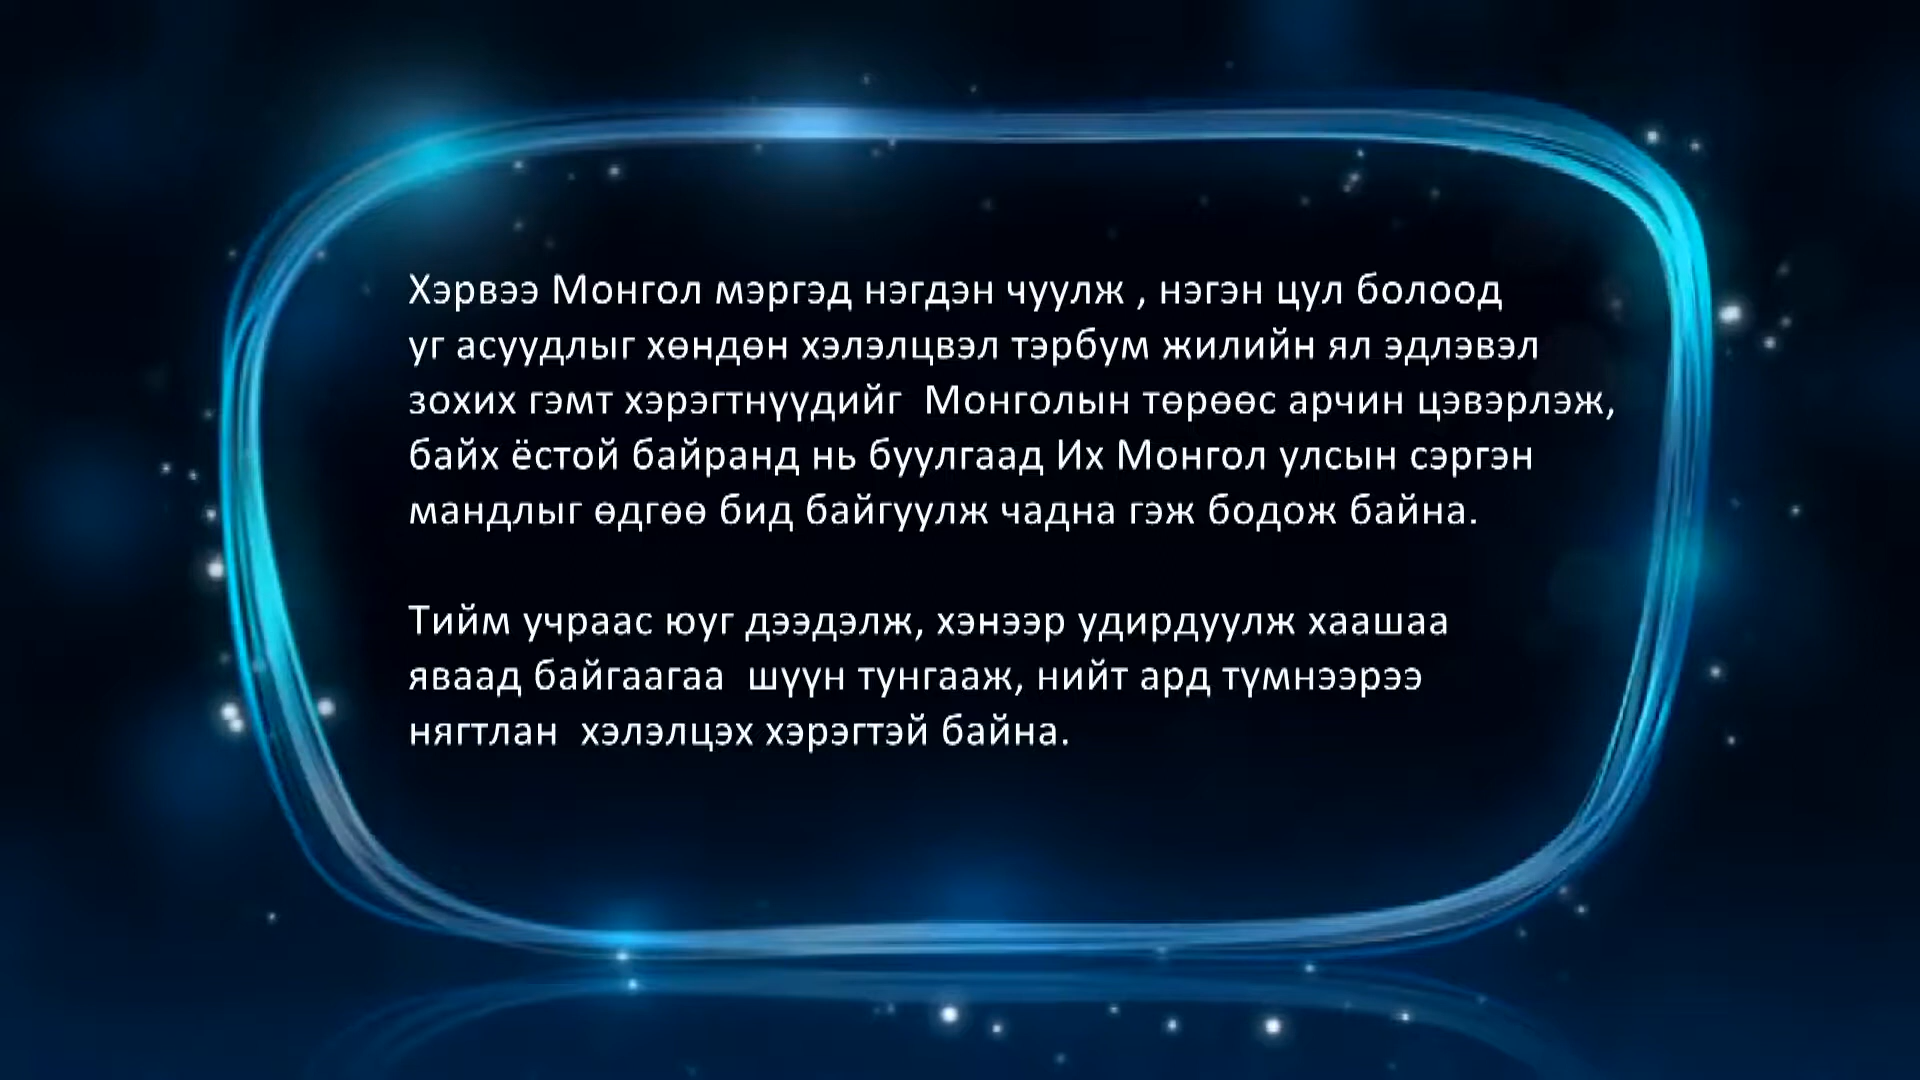 Хэрвээ Монгол мэргэд нэгдэн чуулж , нэгэн цул болоод
уг асуудлыг хөндөн хэлэлцвэл тэрбум жилийн ял эдлэвэл
зохих гэмт хэрэгтнүүдийг  Монголын төрөөс арчин цэвэрлэж,
байх ёстой байранд нь буулгаад Их Монгол улсын сэргэн
мандлыг өдгөө бид байгуулж чадна гэж бодож байна.
Тийм учраас юуг дээдэлж, хэнээр удирдуулж хаашаа
яваад байгаагаа  шүүн тунгааж, нийт ард түмнээрээ
нягтлан  хэлэлцэх хэрэгтэй байна.